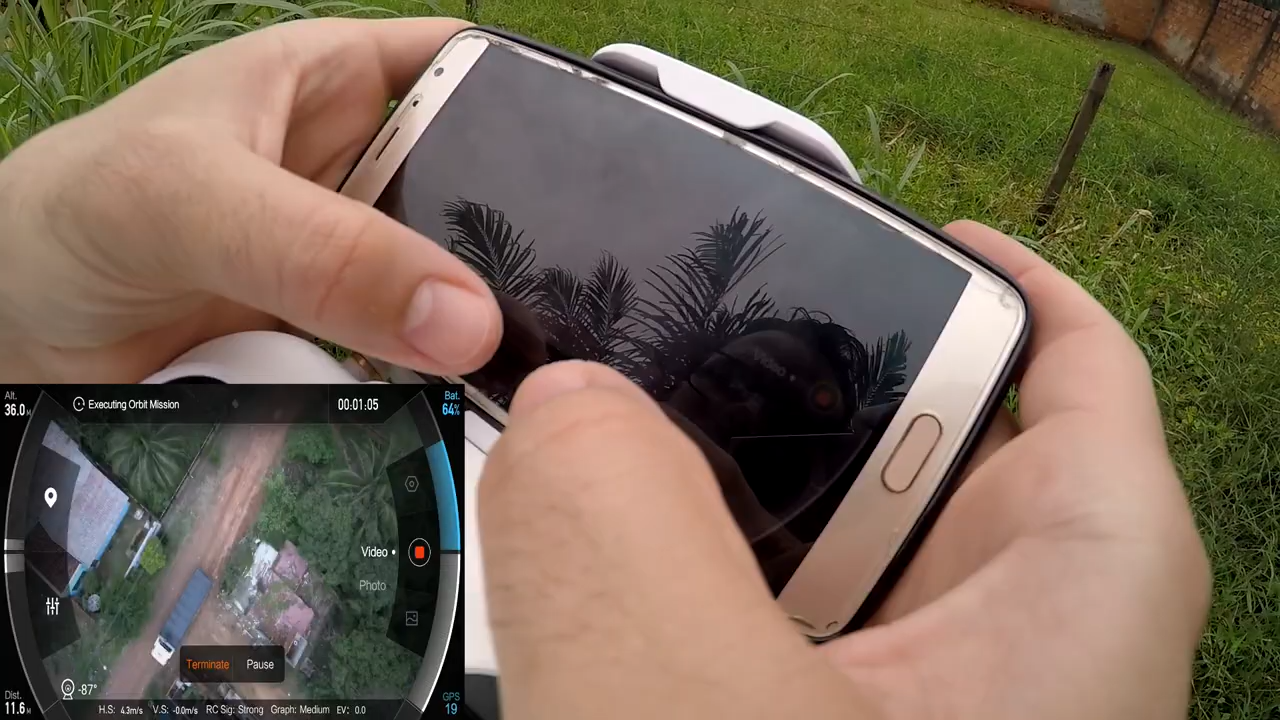 Alt.
36.0 M
Executing Orbit Mission
00:01:05
Bat.
64%
Video
Video
Photo
Terminate
Pause
-87°
Dist.
11.6 M
H.S: 4.3m/s
V.S: -0.0m/s
RC Sig: Strong
Graph: Medium
EV: 0.0
GPS
19